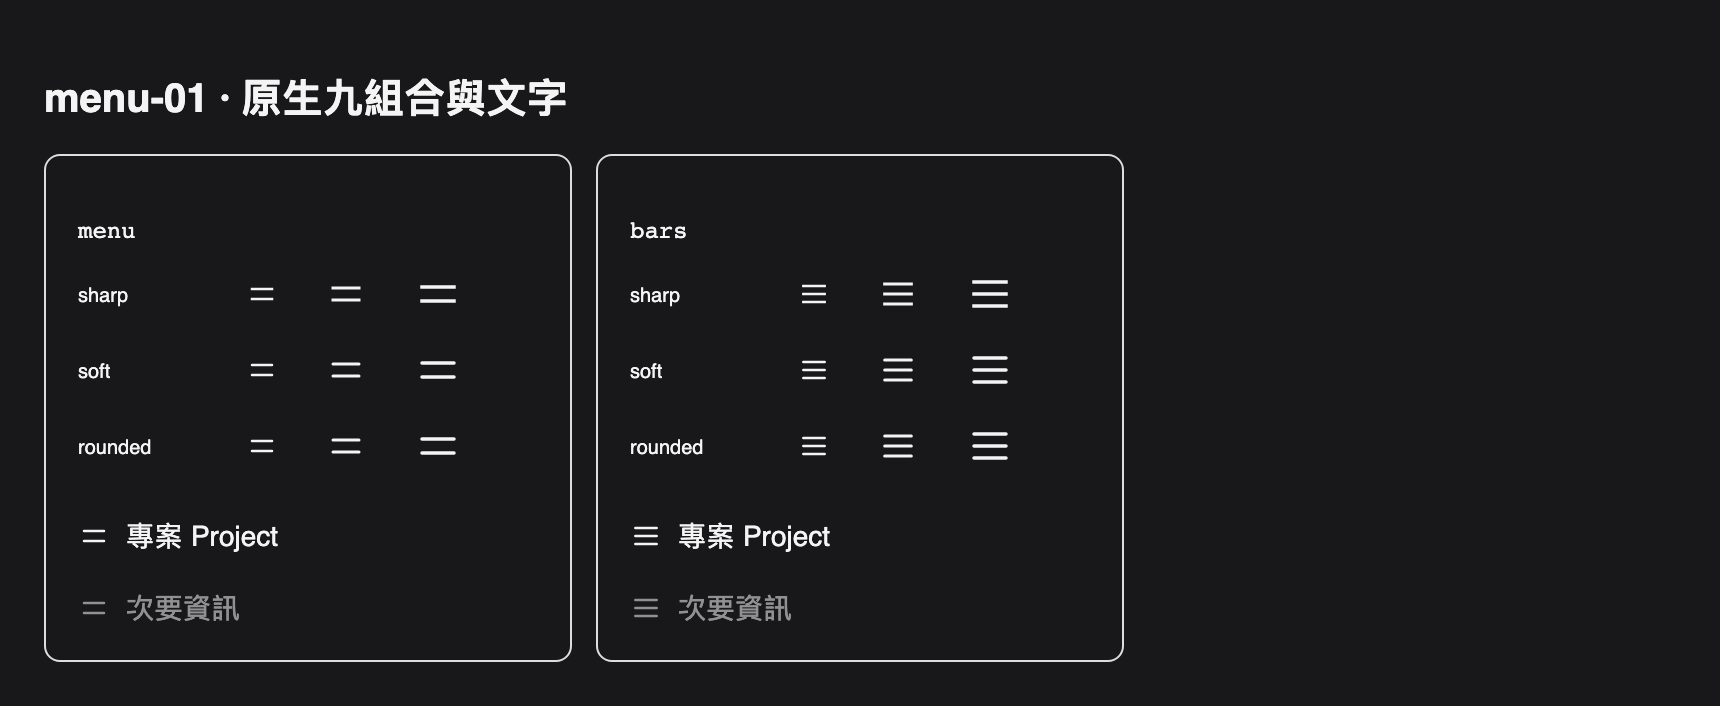 menu-01 · 原生九組合與文字
menu
sharp
soft
rounded
專案 Project
次要資訊
bars
sharp
soft
rounded
專案 Project
次要資訊